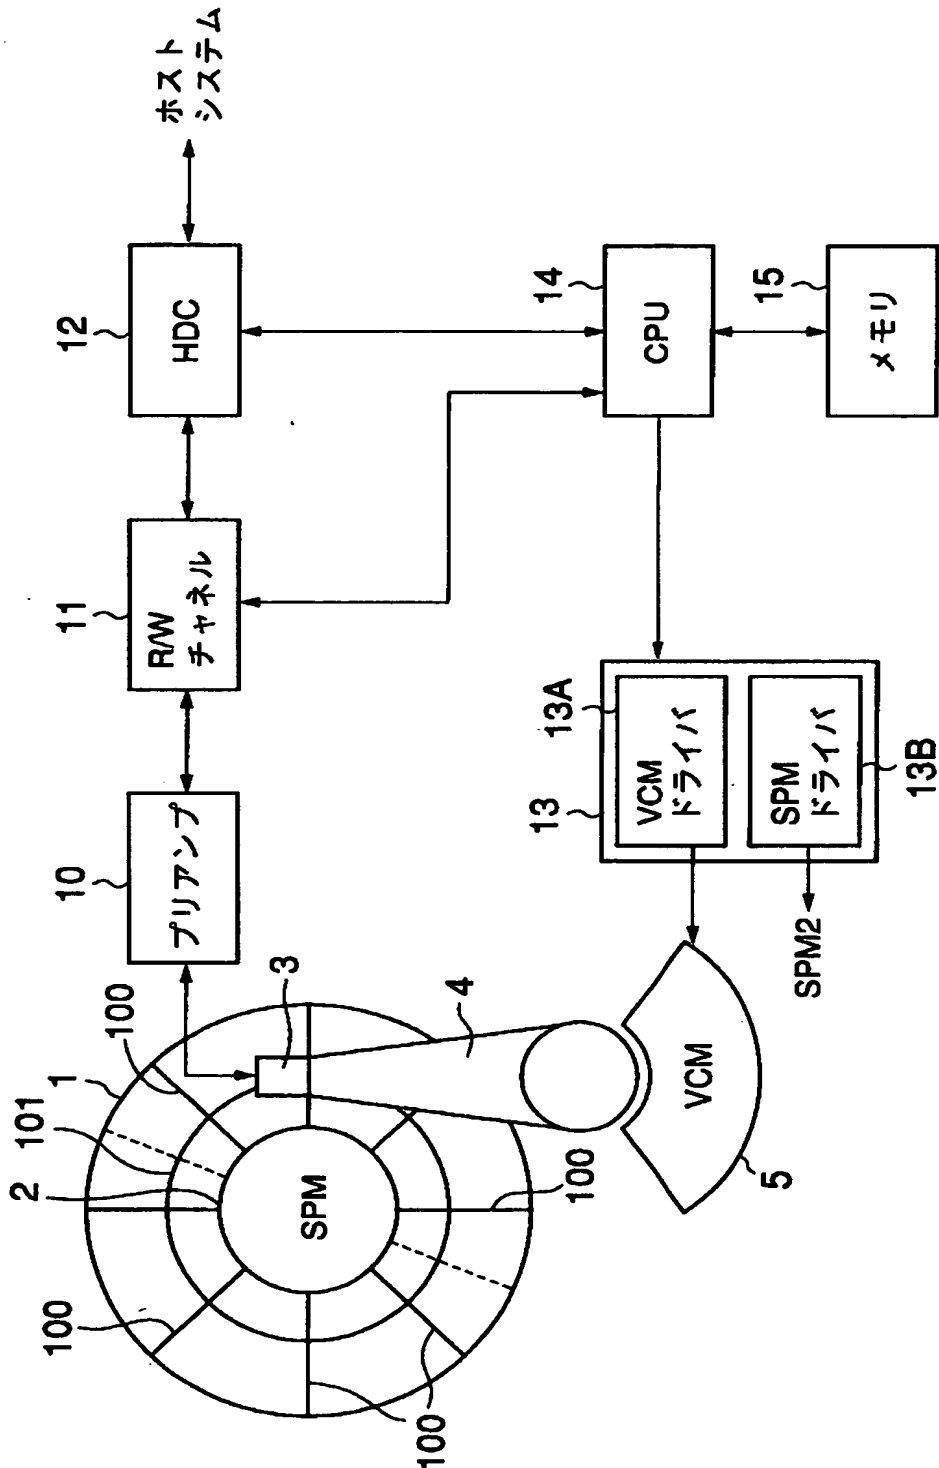 ホスト
システム
12
HDC
11
R/W
チャネル
10
プリアンプ
14
CPU
15
メモリ
13
13A
VCM
ドライバ
SPM
ドライバ
13B
SPM2
3
4
100
1
101
2
SPM
100
100
100
100
VCM
5